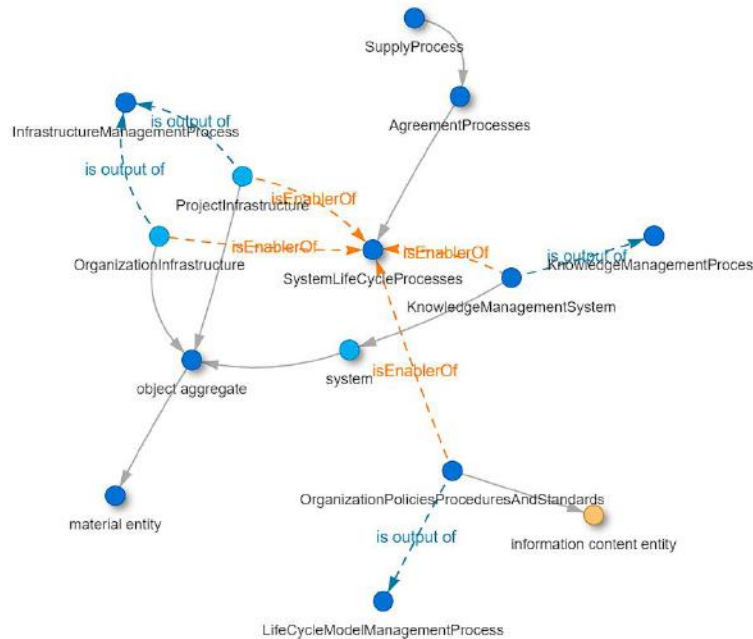 SupplyProcess
AgreementProcesses
InfrastructureManagementProcess
is output of
is output of
ProjectInfrastructure
isEnablerOf
OrganizationInfrastructure
isEnablerOf
SystemLifeCycleProcesses
isEnablerOf
is output of
KnowledgeManagementProces
KnowledgeManagementSystem
system
object aggregate
isEnablerOf
material entity
OrganizationPoliciesProceduresAndStandards
information content entity
is output of
LifeCycleModelManagementProcess